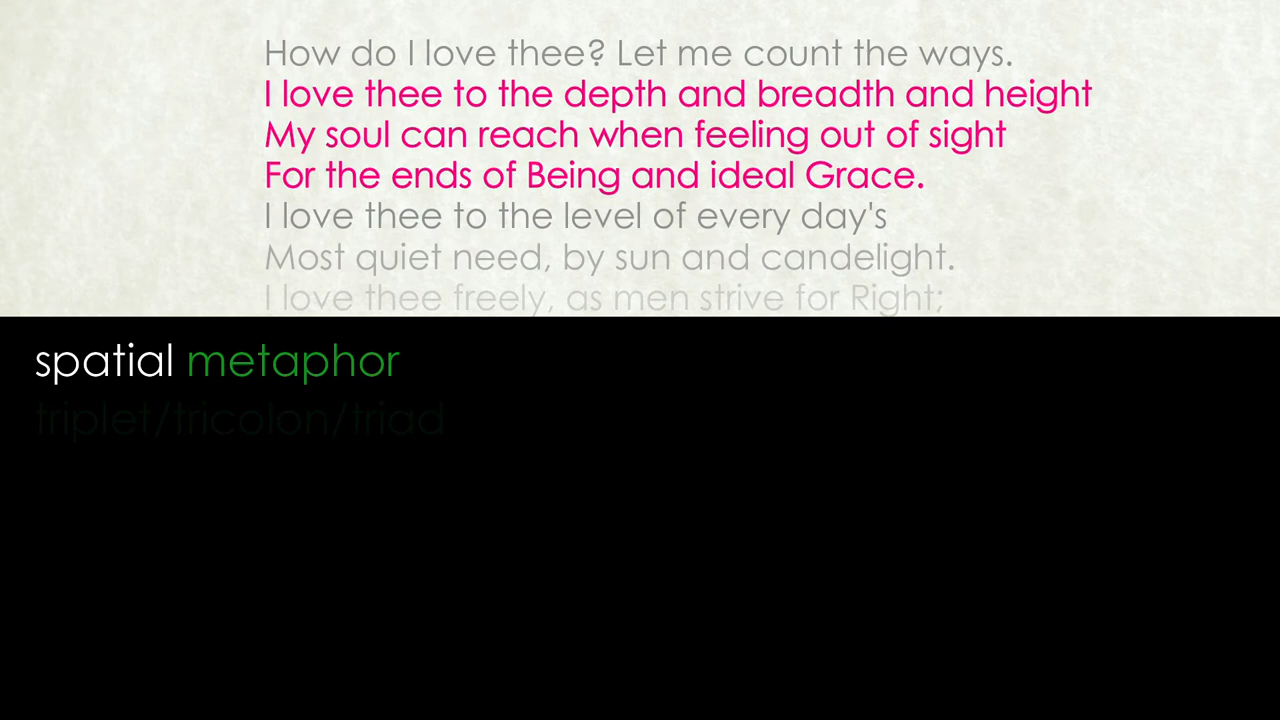 How do I love thee? Let me count the ways.
I love thee to the depth and breadth and height
My soul can reach when feeling out of sight
For the ends of Being and ideal Grace.
I love thee to the level of every day's
Most quiet need, by sun and candelight.
I love thee freely, as men strive for Right;
spatial metaphor
triplet/tricolon/triad